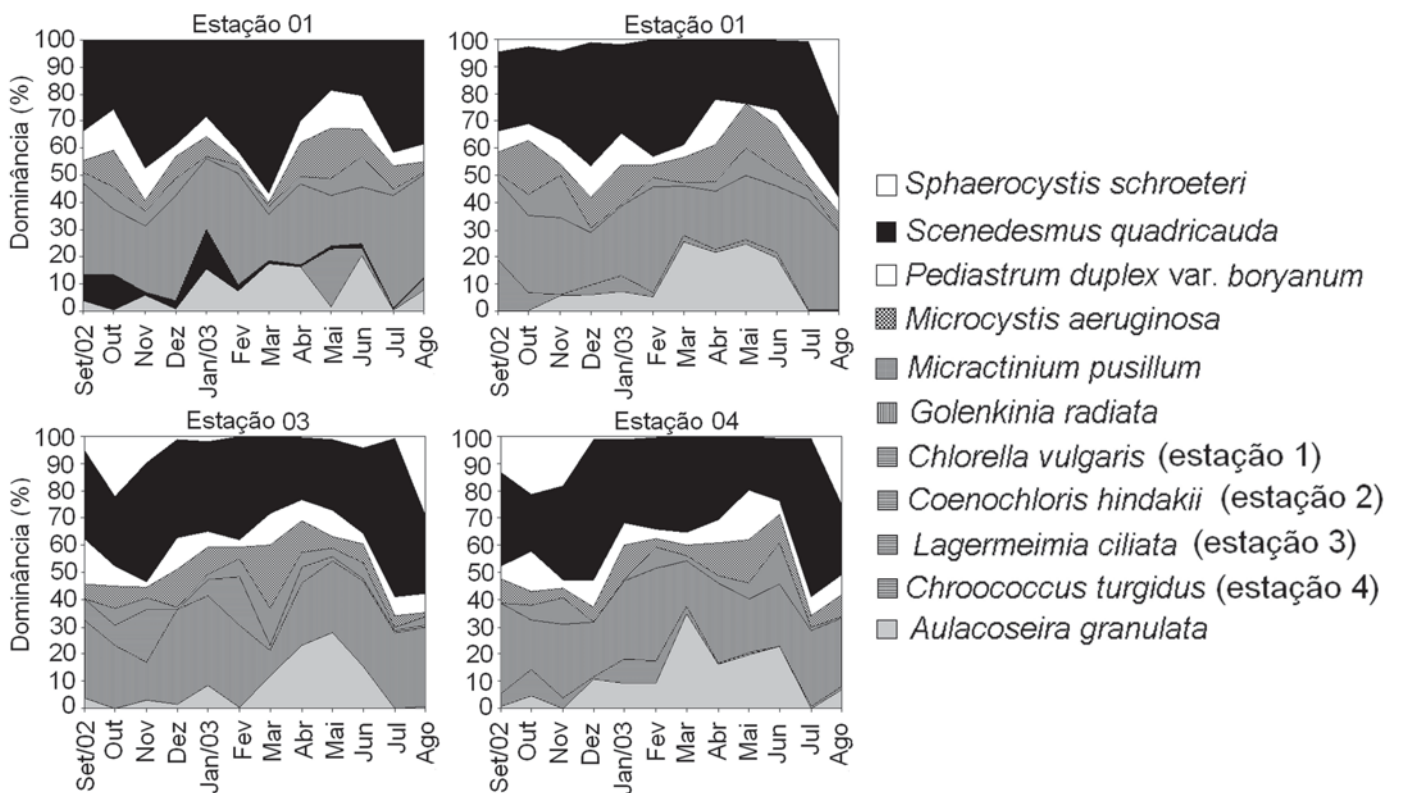 Estação 01
Dominância (%)
100
90
80
70
60
50
40
30
20
10
0
Set/02
Out
Nov
Dez
Jan/03
Fev
Mar
Abr
Mai
Jun
Jul
Ago
Estação 01
100
90
80
70
60
50
40
30
20
10
0
Set/02
Out
Nov
Dez
Jan/03
Fev
Mar
Abr
Mai
Jun
Jul
Ago
Estação 03
Dominância (%)
100
90
80
70
60
50
40
30
20
10
0
Set/02
Out
Nov
Dez
Jan/03
Fev
Mar
Abr
Mai
Jun
Jul
Ago
Estação 04
100
90
80
70
60
50
40
30
20
10
0
Set/02
Out
Nov
Dez
Jan/03
Fev
Mar
Abr
Mai
Jun
Jul
Ago
Sphaerocystis schroeteri
Scenedesmus quadricauda
Pediastrum duplex var. boryanum
Microcystis aeruginosa
Micractinium pusillum
Golenkinia radiata
Chlorella vulgaris (estação 1)
Coenochloris hindakii (estação 2)
Lagermeimia ciliata (estação 3)
Chroococcus turgidus (estação 4)
Aulacoseira granulata